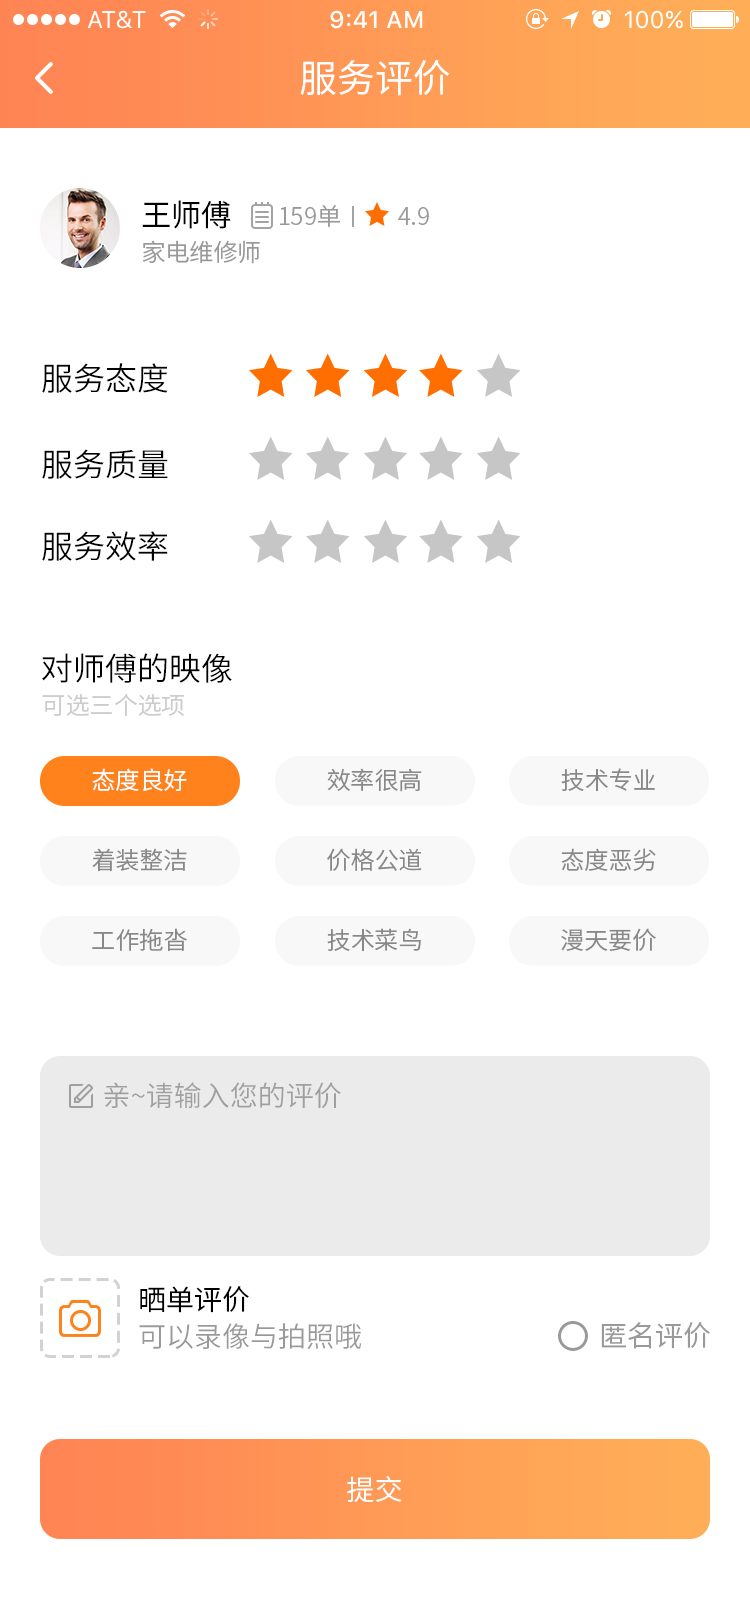 AT&T 9:41 AM 100%
服务评价
王师傅 159单 | 4.9
家电维修师
服务态度
服务质量
服务效率
对师傅的映像
可选三个选项
态度良好 效率很高 技术专业
着装整洁 价格公道 态度恶劣
工作拖沓 技术菜鸟 漫天要价
亲~请输入您的评价
晒单评价
可以录像与拍照哦 匿名评价
提交